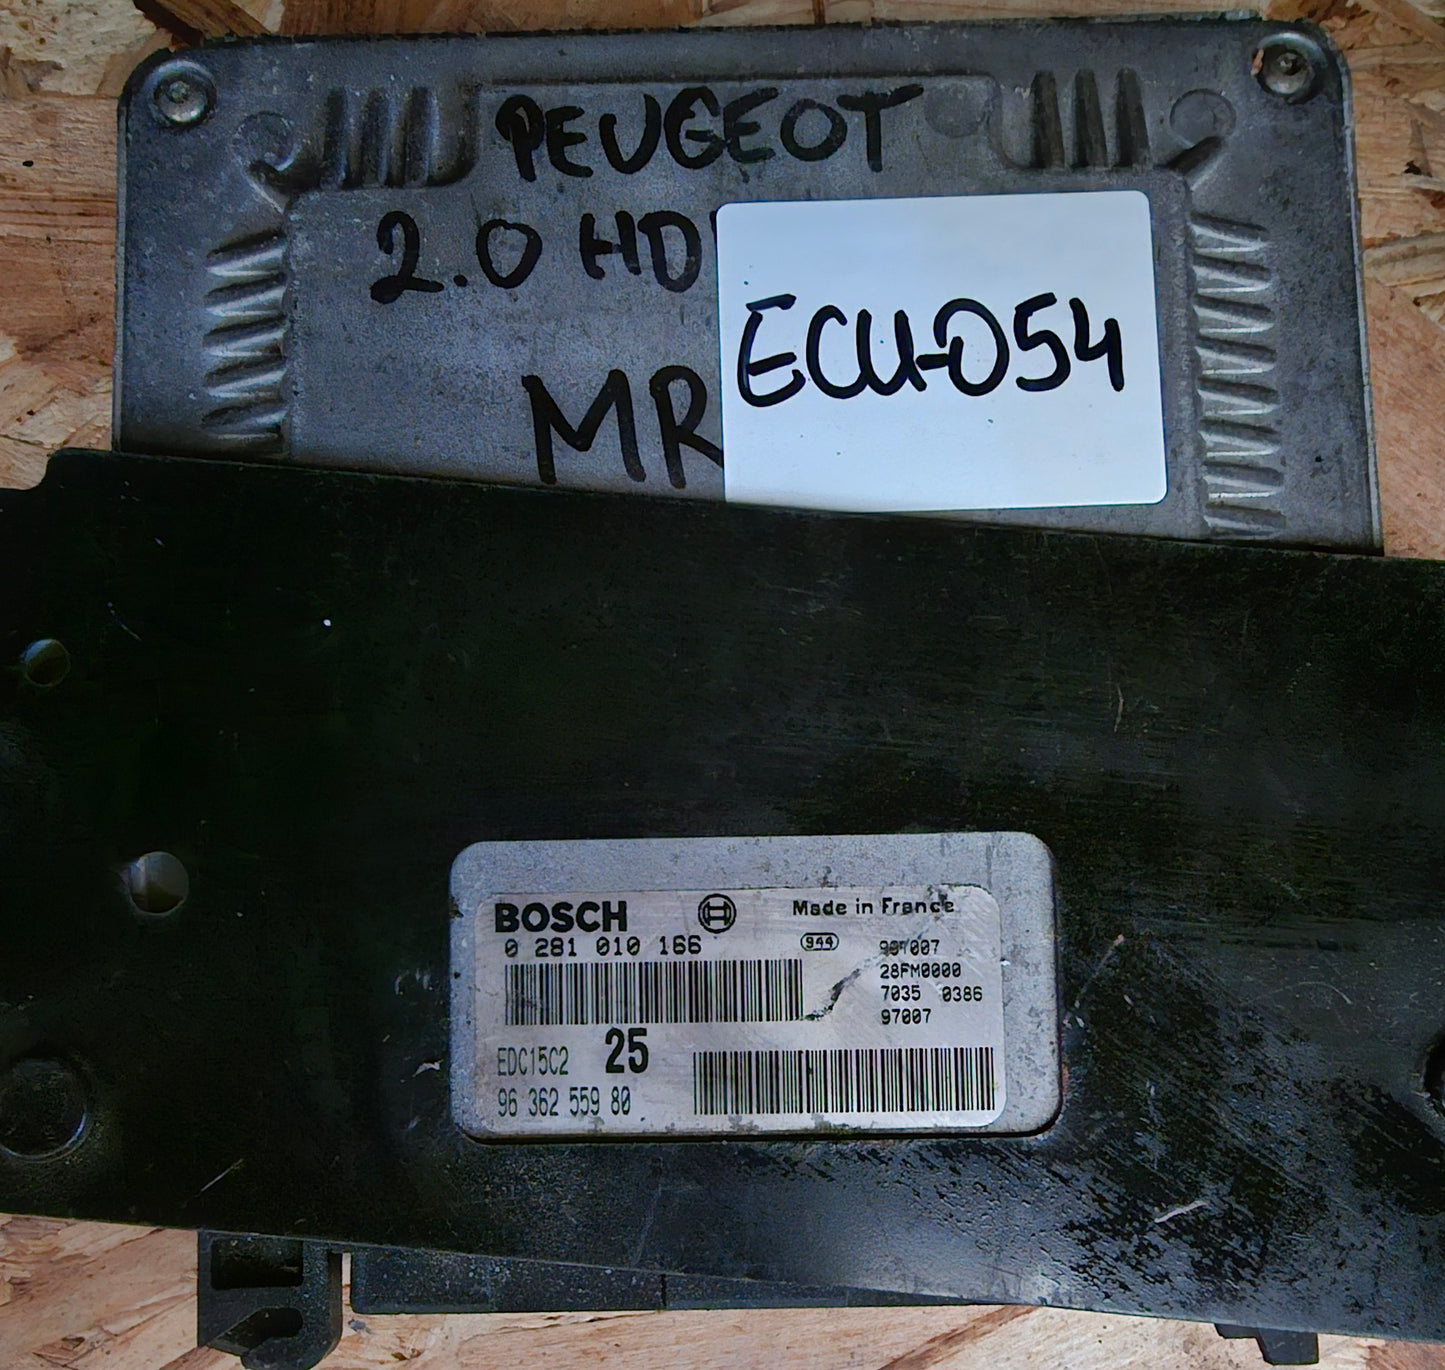 PEUGEOT
2.0 HD
MR
ECU-054
BOSCH
Made in France
0 281 010 166
944
997007
28FM0000
7035 0386
97007
EDC15C2 25
96 362 559 80